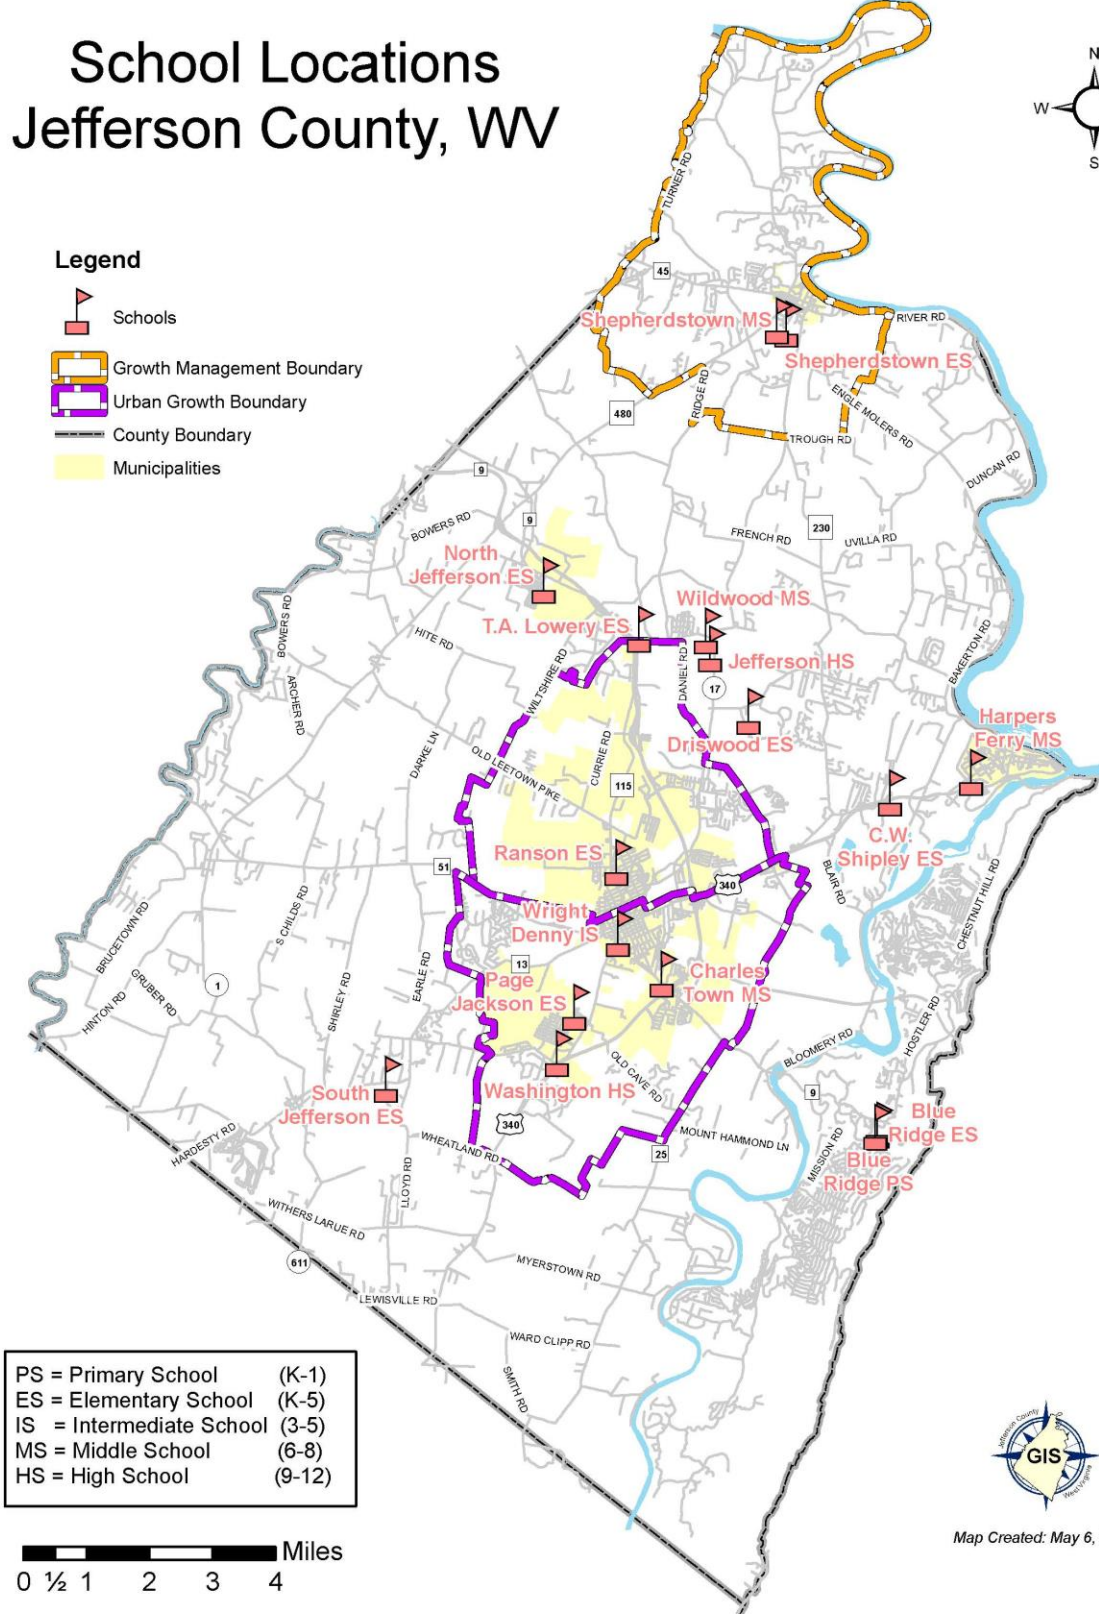 School Locations
Jefferson County, WV
N
W
S
Legend
Schools
Growth Management Boundary
Urban Growth Boundary
County Boundary
Municipalities
TURNER RD
45
Shepherdstown MS
RIVER RD
Shepherdstown ES
RIDGE RD
480
ENGLE MOLERS RD
TROUGH RD
DUNCAN RD
9
9
BOWERS RD
230
FRENCH RD
UVILLA RD
North
Jefferson ES
Wildwood MS
BOWERS RD
T.A. Lowery ES
HITE RD
BAKERTON RD
WILTSHIRE RD
DANIEL RD
Jefferson HS
17
ARCHER RD
Harpers
Ferry MS
DARKE LN
Driswood ES
CURRIE RD
OLD LEETOWN PIKE
115
C.W.
Shipley ES
Ranson ES
51
340
BLAIR RD
CHESTNUT HILL RD
S CHILDS RD
Wright
Denny IS
BRUCETOWN RD
13
EARLE RD
Charles
Town MS
Page
Jackson ES
1
GRUBER RD
SHIRLEY RD
HINTON RD
HOSTLER RD
BLOOMERY RD
OLD CAVE RD
Washington HS
9
South
Jefferson ES
340
Blue
Ridge ES
HARDESTY RD
WHEATLAND RD
MOUNT HAMMOND LN
25
MISSION RD
Blue
Ridge PS
LLOYD RD
WITHERS LARUE RD
611
MYERSTOWN RD
LEWISVILLE RD
WARD CLIPP RD
SMITH RD
PS = Primary School (K-1)
ES = Elementary School (K-5)
IS = Intermediate School (3-5)
MS = Middle School (6-8)
HS = High School (9-12)
Jefferson County
GIS
West Virginia
Map Created: May 6,
Miles
0 ½ 1 2 3 4